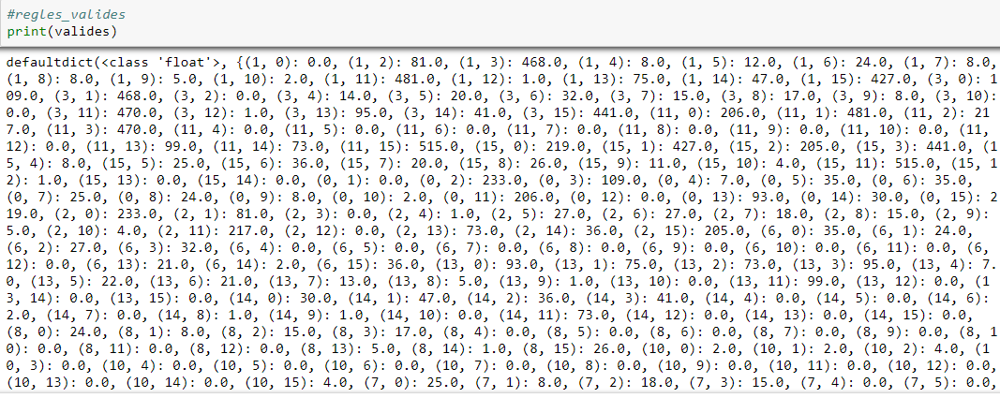 #regles_valides
print(valides)
defaultdict(<class 'float'>, {(1, 0): 0.0, (1, 2): 81.0, (1, 3): 468.0, (1, 4): 8.0, (1, 5): 12.0, (1, 6): 24.0, (1, 7): 8.0,
(1, 8): 8.0, (1, 9): 5.0, (1, 10): 2.0, (1, 11): 481.0, (1, 12): 1.0, (1, 13): 75.0, (1, 14): 47.0, (1, 15): 427.0, (3, 0): 1
09.0, (3, 1): 468.0, (3, 2): 0.0, (3, 4): 14.0, (3, 5): 20.0, (3, 6): 32.0, (3, 7): 15.0, (3, 8): 17.0, (3, 9): 8.0, (3, 10):
0.0, (3, 11): 470.0, (3, 12): 1.0, (3, 13): 95.0, (3, 14): 41.0, (3, 15): 441.0, (11, 0): 206.0, (11, 1): 481.0, (11, 2): 21
7.0, (11, 3): 470.0, (11, 4): 0.0, (11, 5): 0.0, (11, 6): 0.0, (11, 7): 0.0, (11, 8): 0.0, (11, 9): 0.0, (11, 10): 0.0, (11,
12): 0.0, (11, 13): 99.0, (11, 14): 73.0, (11, 15): 515.0, (15, 0): 219.0, (15, 1): 427.0, (15, 2): 205.0, (15, 3): 441.0, (1
5, 4): 8.0, (15, 5): 25.0, (15, 6): 36.0, (15, 7): 20.0, (15, 8): 26.0, (15, 9): 11.0, (15, 10): 4.0, (15, 11): 515.0, (15, 1
2): 1.0, (15, 13): 0.0, (15, 14): 0.0, (0, 1): 0.0, (0, 2): 233.0, (0, 3): 109.0, (0, 4): 7.0, (0, 5): 35.0, (0, 6): 35.0,
(0, 7): 25.0, (0, 8): 24.0, (0, 9): 8.0, (0, 10): 2.0, (0, 11): 206.0, (0, 12): 0.0, (0, 13): 93.0, (0, 14): 30.0, (0, 15): 2
19.0, (2, 0): 233.0, (2, 1): 81.0, (2, 3): 0.0, (2, 4): 1.0, (2, 5): 27.0, (2, 6): 27.0, (2, 7): 18.0, (2, 8): 15.0, (2, 9):
5.0, (2, 10): 4.0, (2, 11): 217.0, (2, 12): 0.0, (2, 13): 73.0, (2, 14): 36.0, (2, 15): 205.0, (6, 0): 35.0, (6, 1): 24.0,
(6, 2): 27.0, (6, 3): 32.0, (6, 4): 0.0, (6, 5): 0.0, (6, 7): 0.0, (6, 8): 0.0, (6, 9): 0.0, (6, 10): 0.0, (6, 11): 0.0, (6,
12): 0.0, (6, 13): 21.0, (6, 14): 2.0, (6, 15): 36.0, (13, 0): 93.0, (13, 1): 75.0, (13, 2): 73.0, (13, 3): 95.0, (13, 4): 7.
0, (13, 5): 22.0, (13, 6): 21.0, (13, 7): 13.0, (13, 8): 5.0, (13, 9): 1.0, (13, 10): 0.0, (13, 11): 99.0, (13, 12): 0.0, (1
3, 14): 0.0, (13, 15): 0.0, (14, 0): 30.0, (14, 1): 47.0, (14, 2): 36.0, (14, 3): 41.0, (14, 4): 0.0, (14, 5): 0.0, (14, 6):
2.0, (14, 7): 0.0, (14, 8): 1.0, (14, 9): 1.0, (14, 10): 0.0, (14, 11): 73.0, (14, 12): 0.0, (14, 13): 0.0, (14, 15): 0.0,
(8, 0): 24.0, (8, 1): 8.0, (8, 2): 15.0, (8, 3): 17.0, (8, 4): 0.0, (8, 5): 0.0, (8, 6): 0.0, (8, 7): 0.0, (8, 9): 0.0, (8, 1
0): 0.0, (8, 11): 0.0, (8, 12): 0.0, (8, 13): 5.0, (8, 14): 1.0, (8, 15): 26.0, (10, 0): 2.0, (10, 1): 2.0, (10, 2): 4.0, (1
0, 3): 0.0, (10, 4): 0.0, (10, 5): 0.0, (10, 6): 0.0, (10, 7): 0.0, (10, 8): 0.0, (10, 9): 0.0, (10, 11): 0.0, (10, 12): 0.0,
(10, 13): 0.0, (10, 14): 0.0, (10, 15): 4.0, (7, 0): 25.0, (7, 1): 8.0, (7, 2): 18.0, (7, 3): 15.0, (7, 4): 0.0, (7, 5): 0.0,